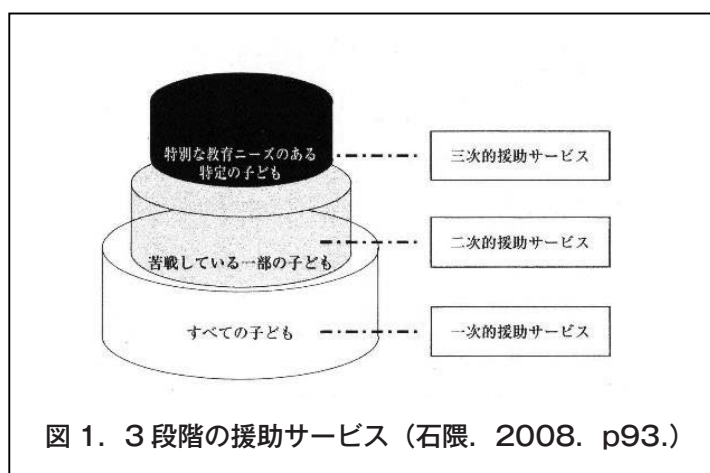 特別な教育ニーズのある
特定の子ども
三次的援助サービス
苦戦している一部の子ども
二次的援助サービス
すべての子ども
一次的援助サービス
図 1. 3 段階の援助サービス（石隈. 2008. p93.）